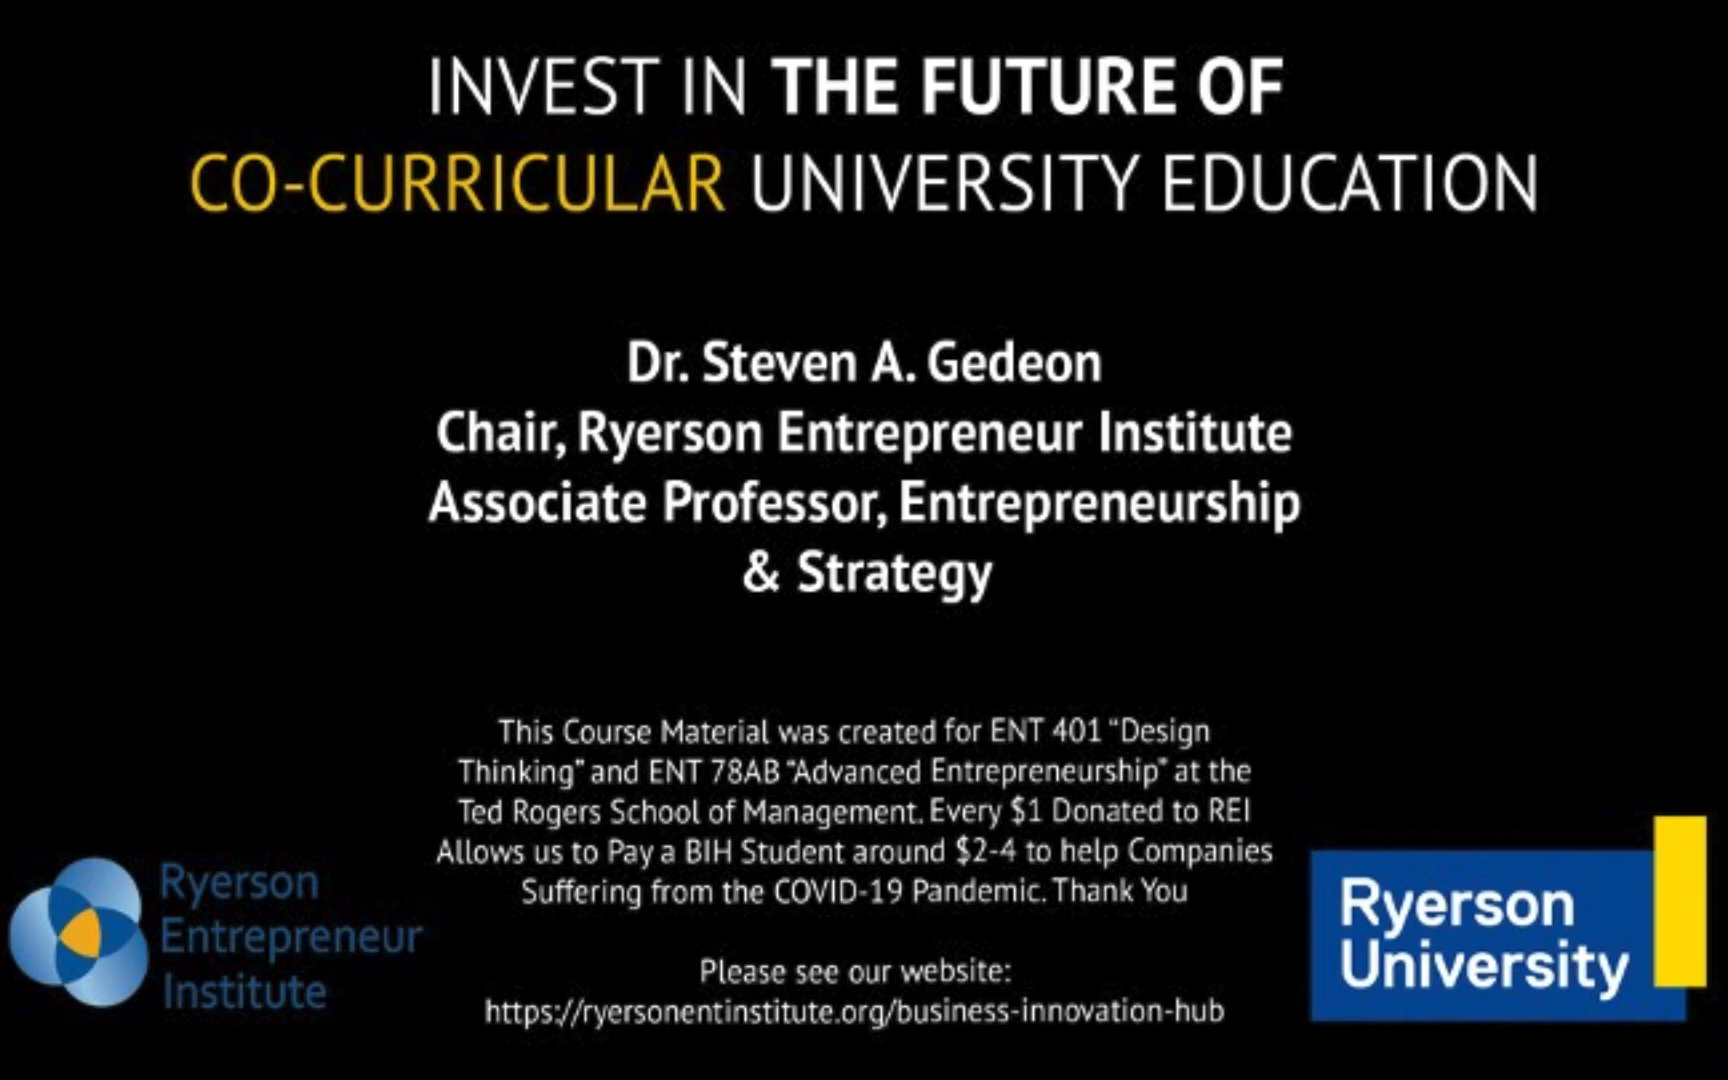 INVEST IN THE FUTURE OF
CO-CURRICULAR UNIVERSITY EDUCATION
Dr. Steven A. Gedeon
Chair, Ryerson Entrepreneur Institute
Associate Professor, Entrepreneurship
& Strategy
This Course Material was created for ENT 401 “Design
Thinking” and ENT 78AB “Advanced Entrepreneurship” at the
Ted Rogers School of Management. Every $1 Donated to REI
Allows us to Pay a BIH Student around $2-4 to help Companies
Suffering from the COVID-19 Pandemic. Thank You
Please see our website:
https://ryersonentinstitute.org/business-innovation-hub
Ryerson
Entrepreneur
Institute
Ryerson
University